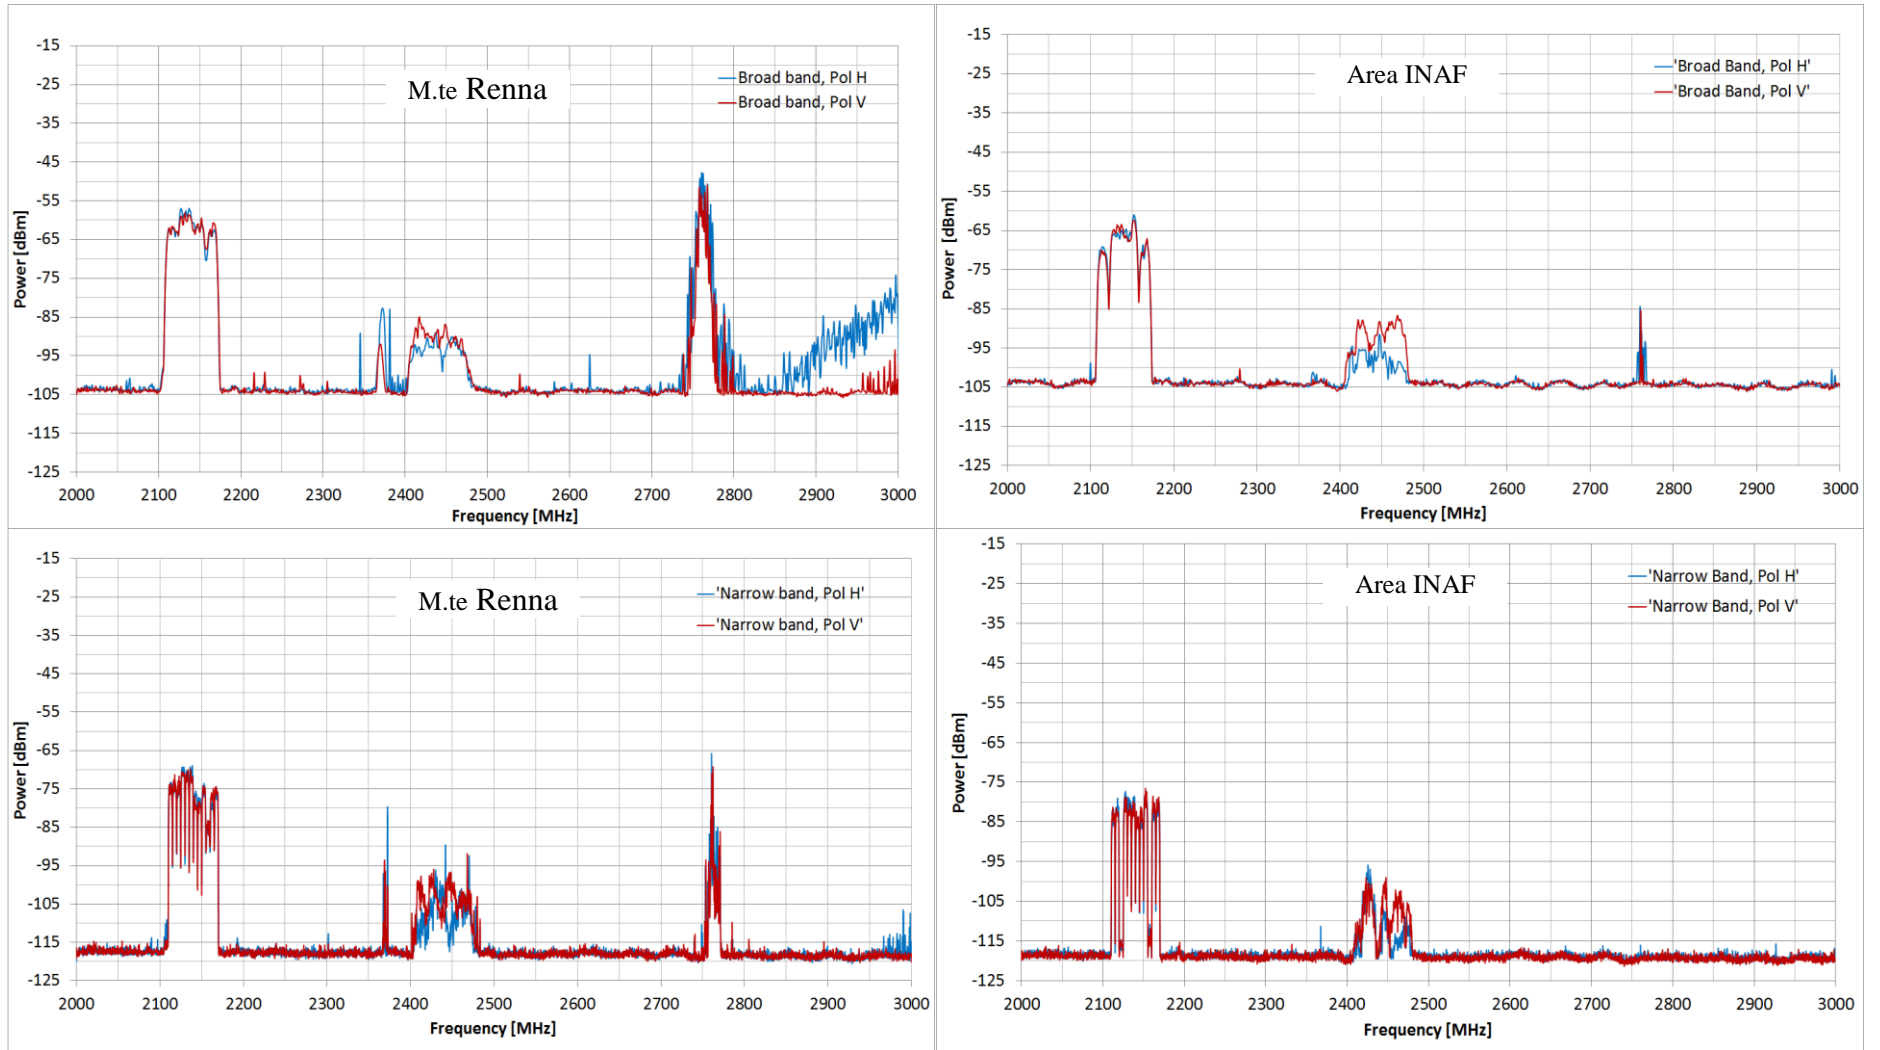 M.te Renna
Broad band, Pol H
Broad band, Pol V
Power [dBm]
-15
-25
-35
-45
-55
-65
-75
-85
-95
-105
-115
-125
2000 2100 2200 2300 2400 2500 2600 2700 2800 2900 3000
Frequency [MHz]
Area INAF
'Broad Band, Pol H'
'Broad Band, Pol V'
Power [dBm]
-15
-25
-35
-45
-55
-65
-75
-85
-95
-105
-115
-125
2000 2100 2200 2300 2400 2500 2600 2700 2800 2900 3000
Frequency [MHz]
M.te Renna
'Narrow band, Pol H'
'Narrow band, Pol V'
Power [dBm]
-15
-25
-35
-45
-55
-65
-75
-85
-95
-105
-115
-125
2000 2100 2200 2300 2400 2500 2600 2700 2800 2900 3000
Frequency [MHz]
Area INAF
'Narrow Band, Pol H'
'Narrow Band, Pol V'
Power [dBm]
-15
-25
-35
-45
-55
-65
-75
-85
-95
-105
-115
-125
2000 2100 2200 2300 2400 2500 2600 2700 2800 2900 3000
Frequency [MHz]